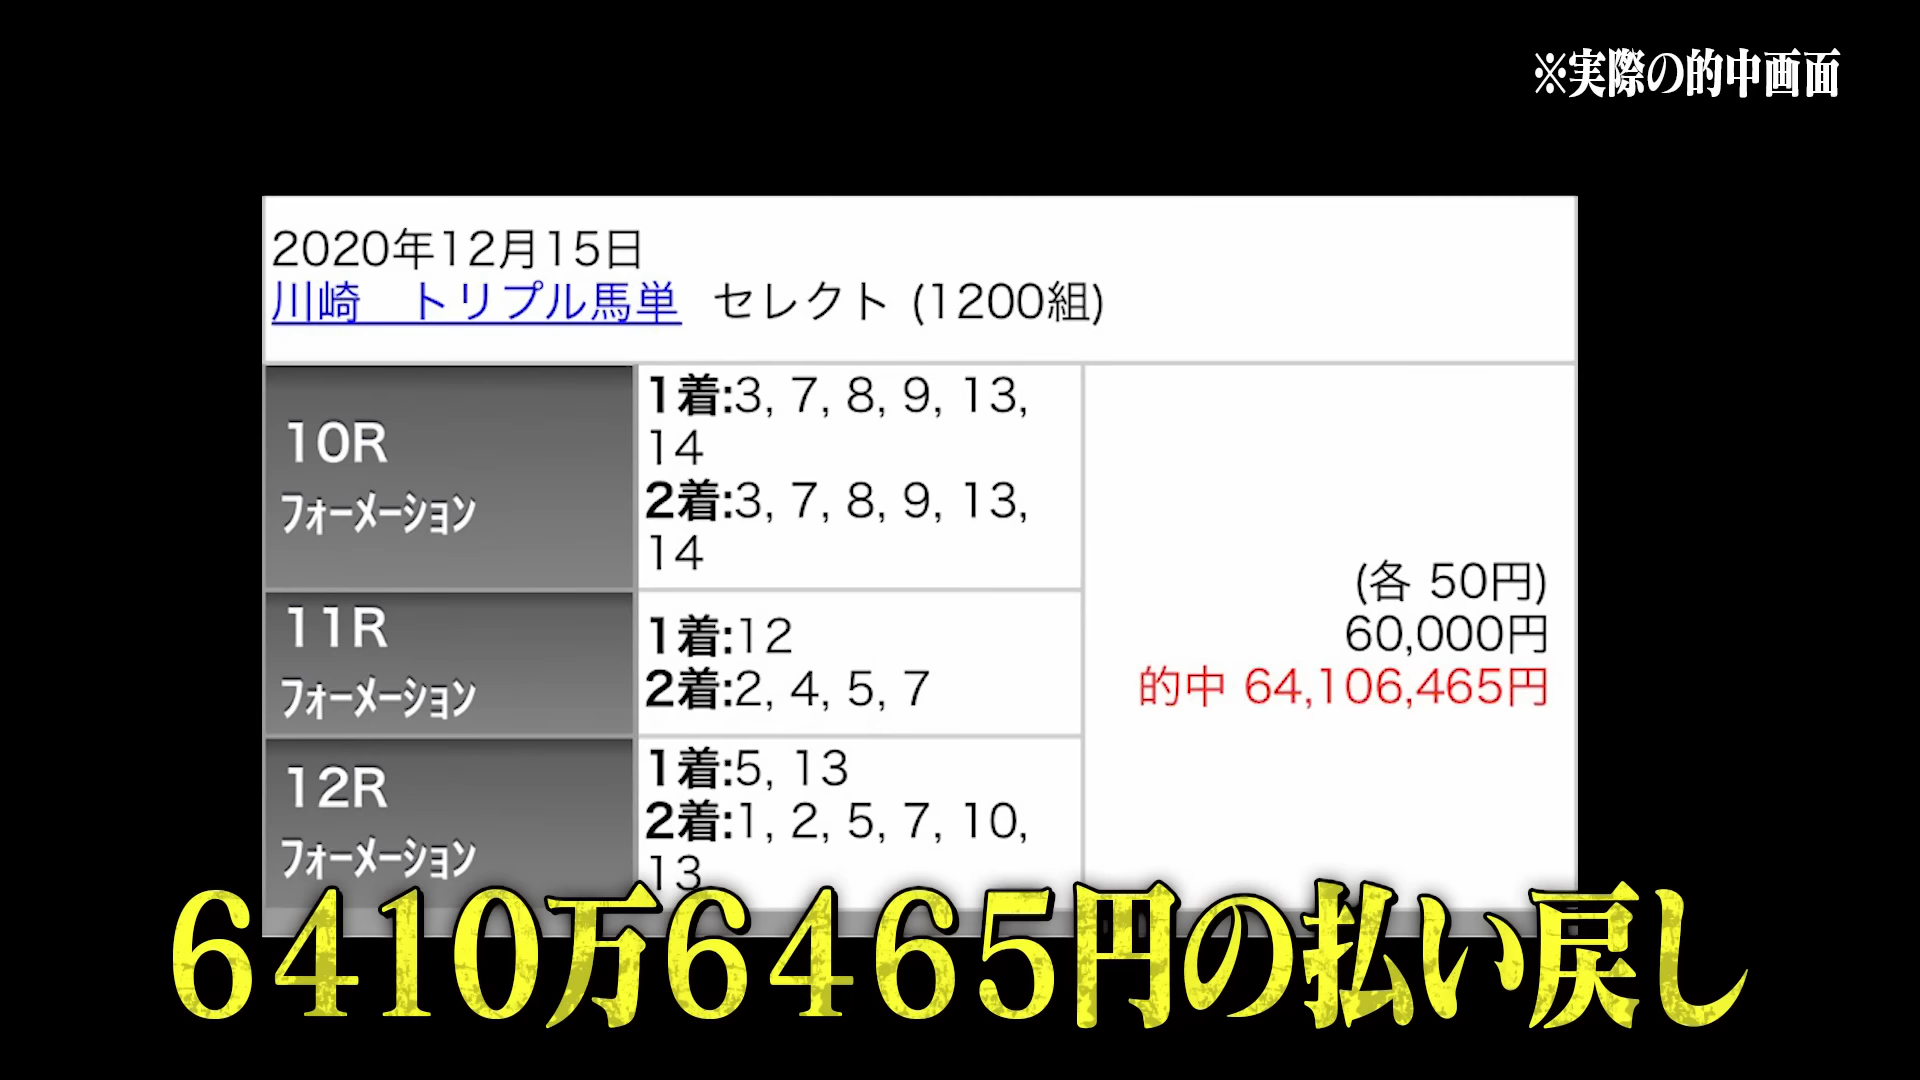 ※実際の的中画面
2020年12月15日
川崎　トリプル馬単 セレクト (1200組)
10R
フォーメーション
1着:3, 7, 8, 9, 13,
14
2着:3, 7, 8, 9, 13,
14
11R
フォーメーション
1着:12
2着:2, 4, 5, 7
12R
フォーメーション
1着:5, 13
2着:1, 2, 5, 7, 10,
13
(各 50円)
60,000円
的中 64,106,465円
6410万6465円の払い戻し